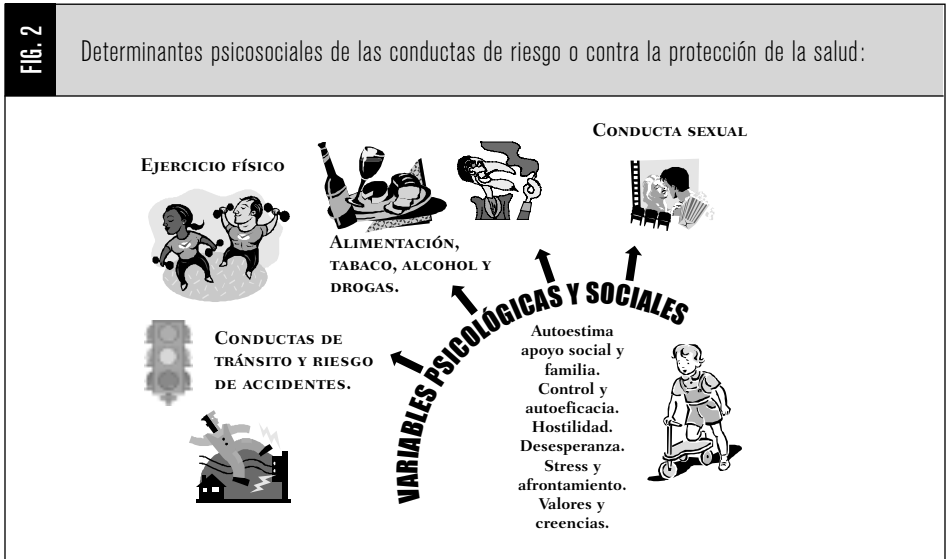 FIG. 2
Determinantes psicosociales de las conductas de riesgo o contra la protección de la salud:
CONDUCTA SEXUAL
EJERCICIO FÍSICO
ALIMENTACIÓN,
TABACO, ALCOHOL Y
DROGAS.
CONDUCTAS DE
TRÁNSITO Y RIESGO
DE ACCIDENTES.
VARIABLES PSICOLÓGICAS Y SOCIALES
Autoestima
apoyo social y
familia.
Control y
autoeficacia.
Hostilidad.
Desesperanza.
Stress y
afrontamiento.
Valores y
creencias.